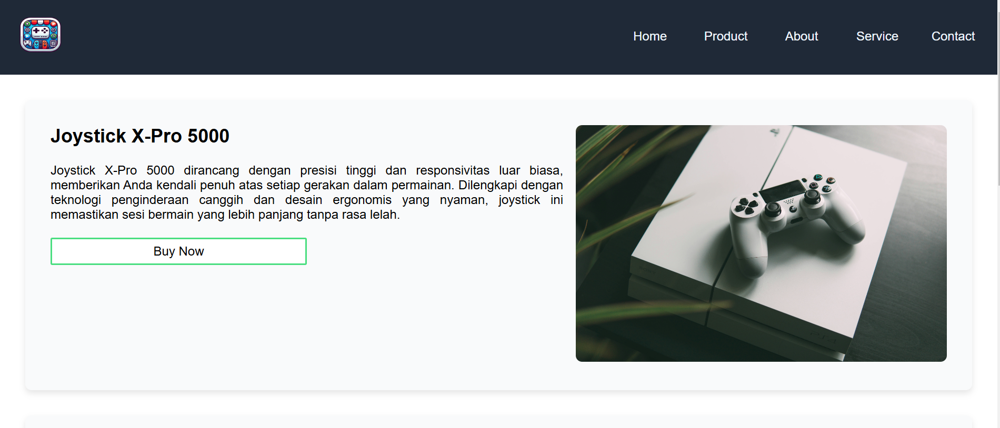 Home Product About Service Contact
Joystick X-Pro 5000
Joystick X-Pro 5000 dirancang dengan presisi tinggi dan responsivitas luar biasa,
memberikan Anda kendali penuh atas setiap gerakan dalam permainan. Dilengkapi dengan
teknologi penginderaan canggih dan desain ergonomis yang nyaman, joystick ini
memastikan sesi bermain yang lebih panjang tanpa rasa lelah.
Buy Now